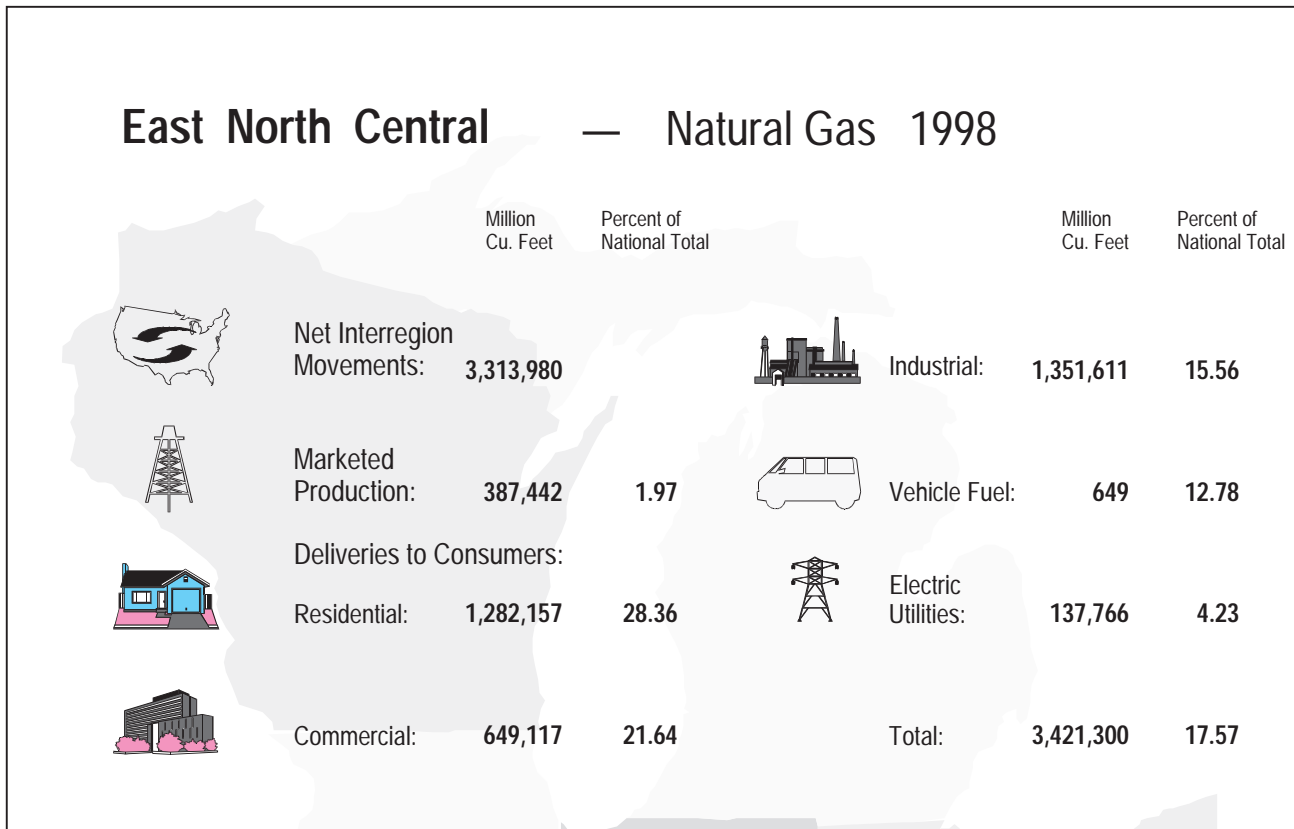 East North Central — Natural Gas 1998
Million Percent of
Cu. Feet National Total
Million Percent of
Cu. Feet National Total
Net Interregion
Movements: 3,313,980
Marketed
Production: 387,442 1.97
Deliveries to Consumers:
Residential: 1,282,157 28.36
Commercial: 649,117 21.64
Industrial: 1,351,611 15.56
Vehicle Fuel: 649 12.78
Electric
Utilities: 137,766 4.23
Total: 3,421,300 17.57